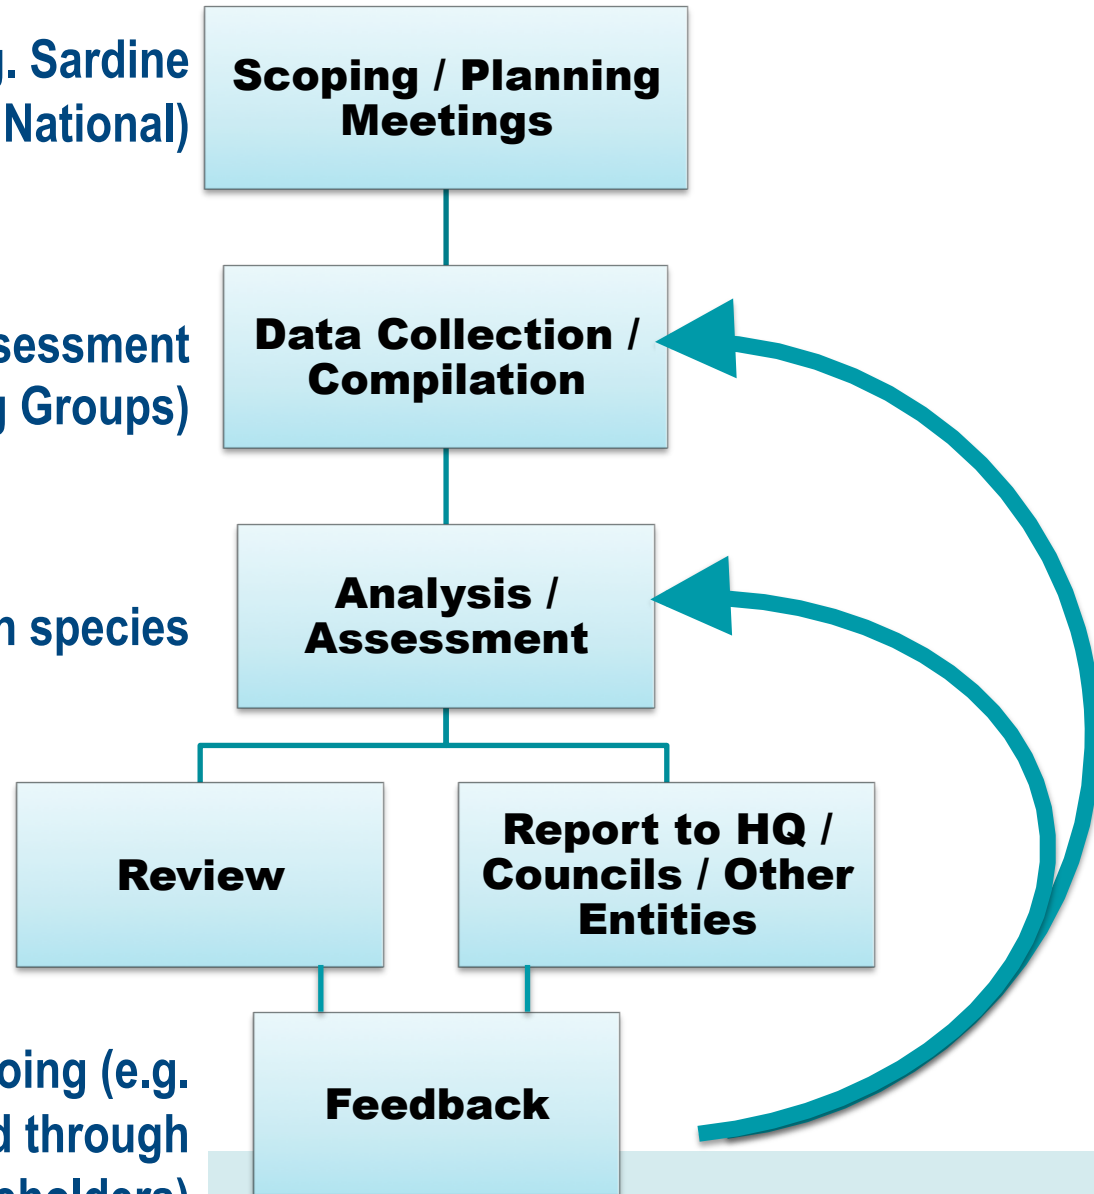 g. Sardine
National)
Scoping / Planning
Meetings
sessment
g Groups)
Data Collection /
Compilation
n species
Analysis /
Assessment
Review
Report to HQ /
Councils / Other
Entities
oing (e.g.
d through
eholders)
Feedback